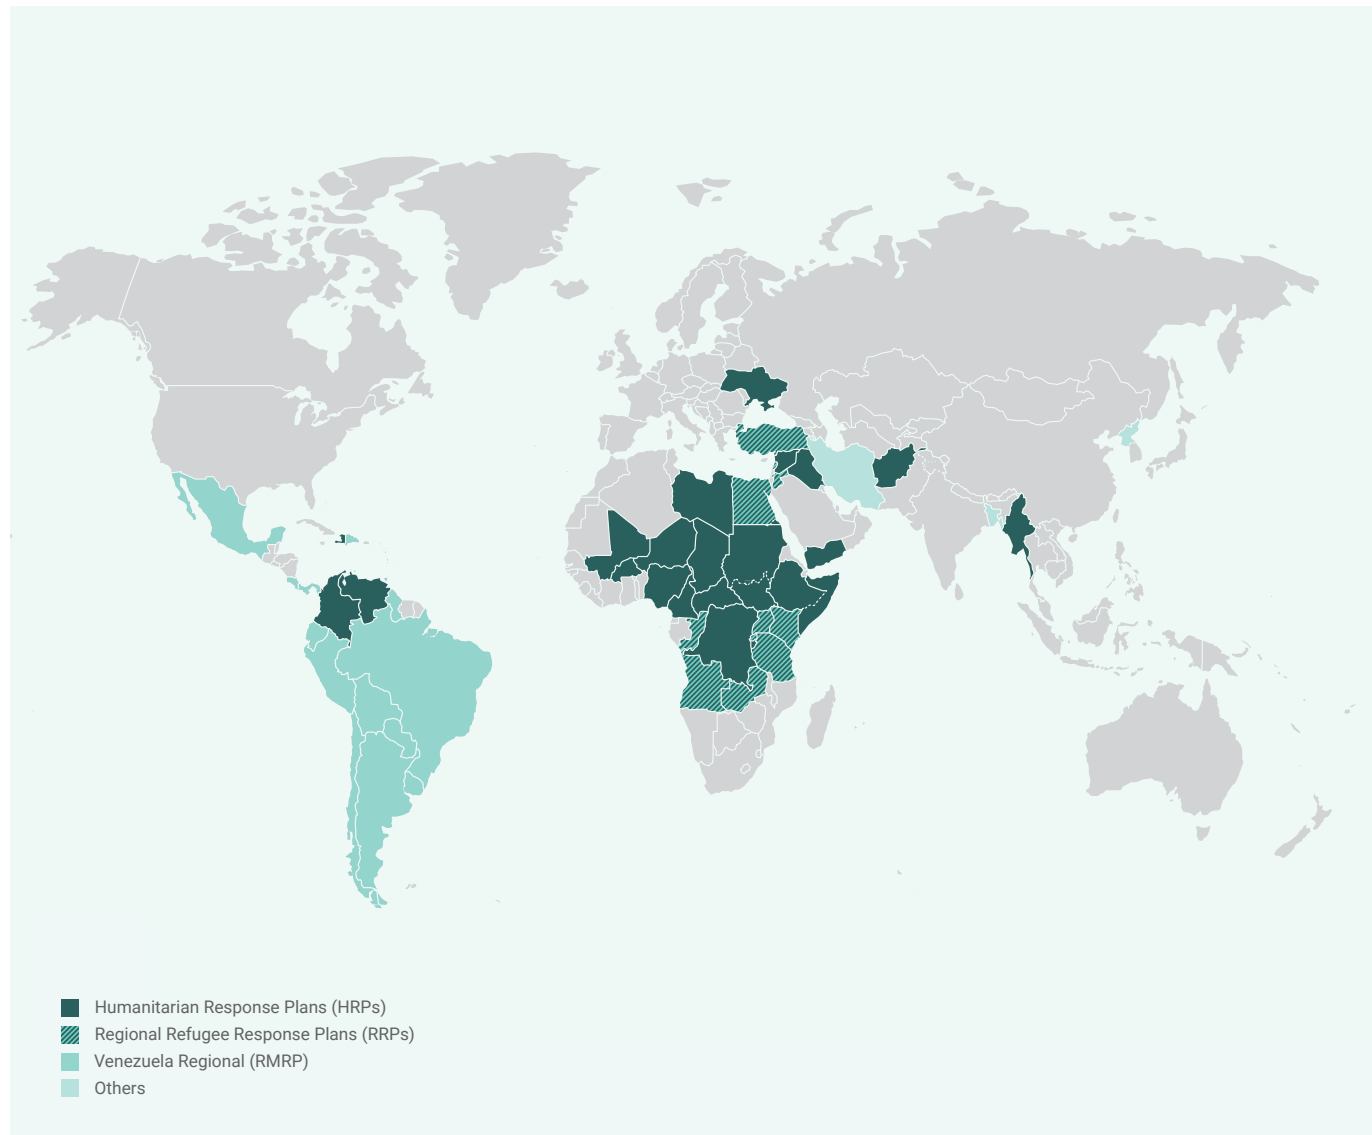 Humanitarian Response Plans (HRPs)
Regional Refugee Response Plans (RRPs)
Venezuela Regional (RMRP)
Others